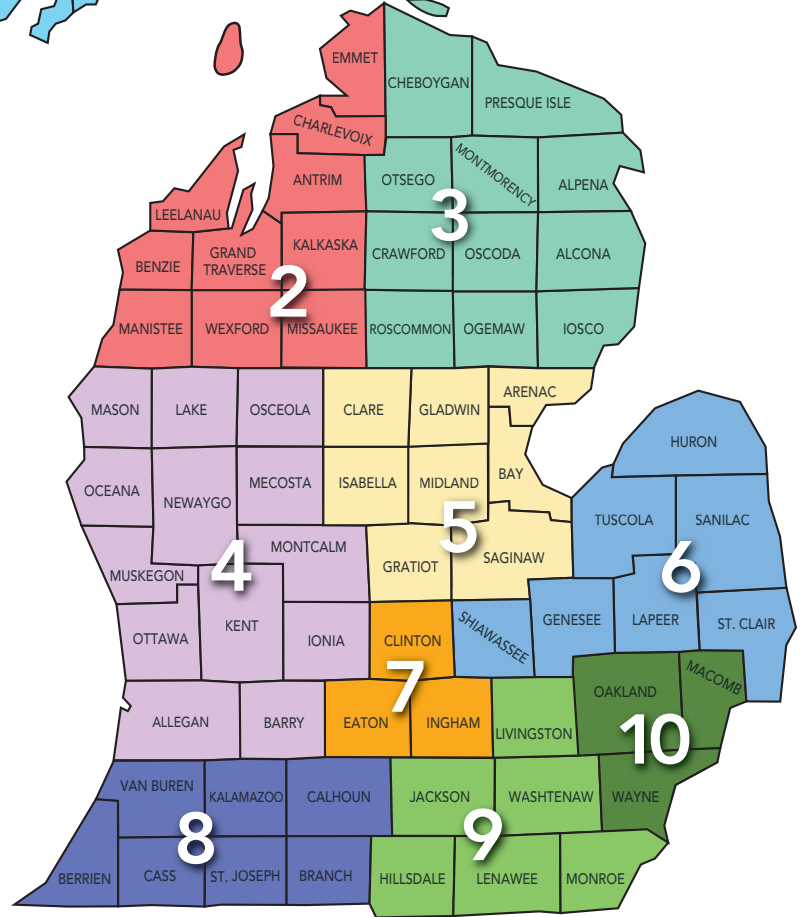 EMMET
CHEBOYGAN
PRESQUE ISLE
CHARLEVOIX
ANTRIM
OTSEGO
MONTMORENCY
ALPENA
3
LEELANAU
GRAND
TRAVERSE
KALKASKA
CRAWFORD
OSCODA
ALCONA
BENZIE
2
MANISTEE
WEXFORD
MISSAUKEE
ROSCOMMON
OGEMAW
IOSCO
MASON
LAKE
OSCEOLA
CLARE
GLADWIN
ARENAC
HURON
OCEANA
NEWAYGO
MECOSTA
ISABELLA
MIDLAND
BAY
5
TUSCOLA
SANILAC
MUSKEGON
4
MONTCALM
GRATIOT
SAGINAW
6
OTTAWA
KENT
IONIA
CLINTON
SHIAWASSEE
GENESEE
LAPEER
ST. CLAIR
7
ALLEGAN
BARRY
EATON
INGHAM
LIVINGSTON
OAKLAND
MACOMB
10
VAN BUREN
KALAMAZOO
CALHOUN
JACKSON
WASHTENAW
WAYNE
8
9
BERRIEN
CASS
ST. JOSEPH
BRANCH
HILLSDALE
LENAWEE
MONROE